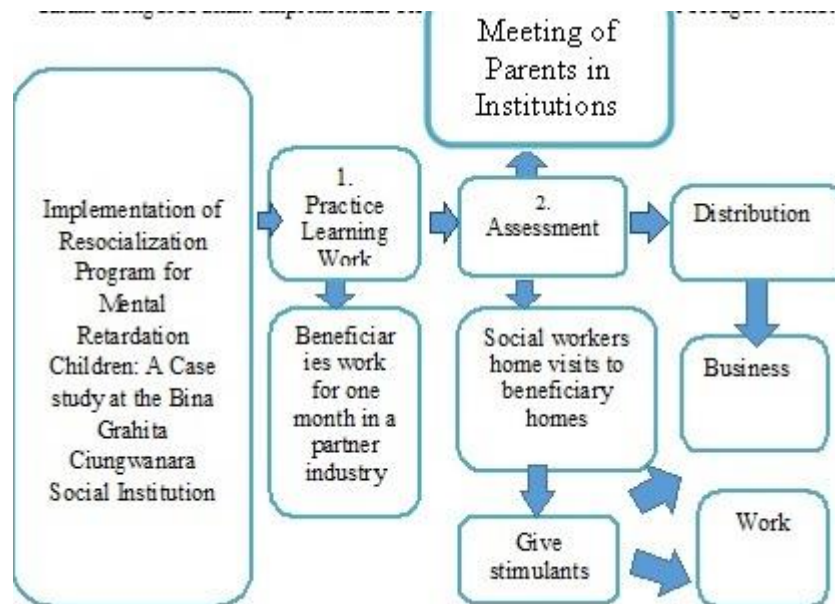 Meeting of
Parents in
Institutions
Implementation of
Resocialization
Program for
Mental
Retardation
Children: A Case
study at the Bina
Grahita
Ciungwanara
Social Institution
1.
Practice
Learning
Work
2.
Assessment
Distribution
Beneficiar
ies work
for one
month in a
partner
industry
Social workers
home visits to
beneficiary
homes
Business
Give
stimulants
Work